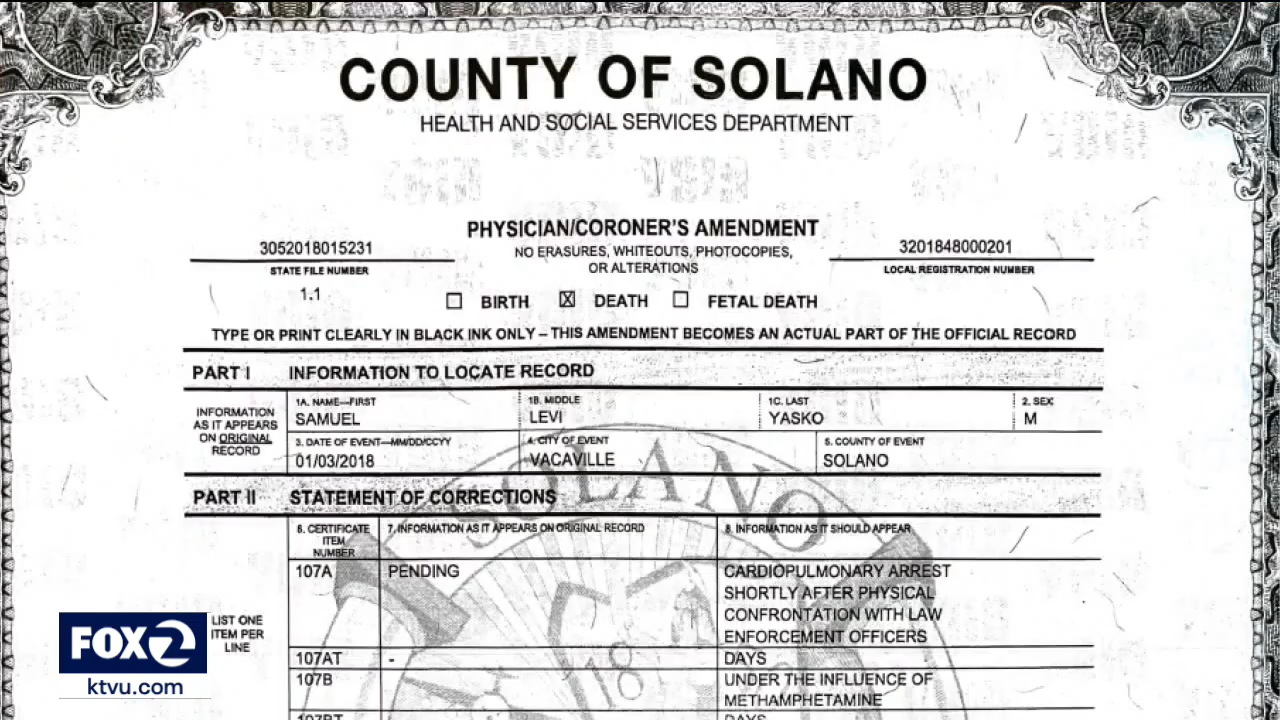 COUNTY OF SOLANO
HEALTH AND SOCIAL SERVICES DEPARTMENT
PHYSICIAN/CORONER'S AMENDMENT
3052018015231
NO ERASURES, WHITEOUTS, PHOTOCOPIES,
OR ALTERATIONS
3201848000201
STATE FILE NUMBER
LOCAL REGISTRATION NUMBER
1.1
☐ BIRTH ☒ DEATH ☐ FETAL DEATH
TYPE OR PRINT CLEARLY IN BLACK INK ONLY – THIS AMENDMENT BECOMES AN ACTUAL PART OF THE OFFICIAL RECORD
PART I INFORMATION TO LOCATE RECORD
INFORMATION
AS IT APPEARS
ON ORIGINAL
RECORD
1A. NAME—FIRST
SAMUEL
1B. MIDDLE
LEVI
1C. LAST
YASKO
2. SEX
M
3. DATE OF EVENT—MM/DD/CCYY
01/03/2018
4. CITY OF EVENT
VACAVILLE
5. COUNTY OF EVENT
SOLANO
PART II STATEMENT OF CORRECTIONS
SOLANO
6. CERTIFICATE
ITEM
NUMBER
7. INFORMATION AS IT APPEARS ON ORIGINAL RECORD
8. INFORMATION AS IT SHOULD APPEAR
LIST ONE
ITEM PER
LINE
107A PENDING
CARDIOPULMONARY ARREST
SHORTLY AFTER PHYSICAL
CONFRONTATION WITH LAW
ENFORCEMENT OFFICERS
107AT - DAYS
107B UNDER THE INFLUENCE OF
METHAMPHETAMINE
107BT DAYS
18
FOX 2
ktvu.com